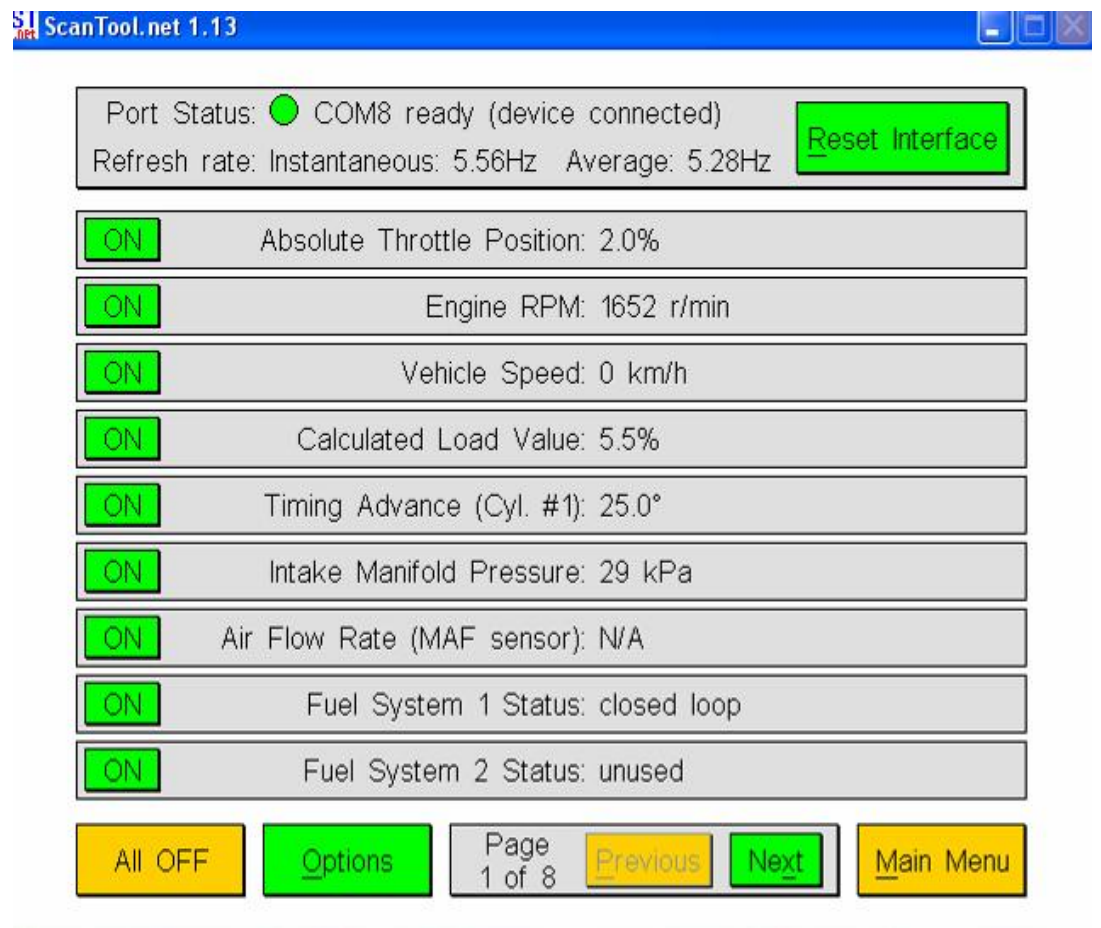 ST .net ScanTool.net 1.13
Port Status: COM8 ready (device connected)
Reset Interface
Refresh rate: Instantaneous: 5.56Hz Average: 5.28Hz
ON Absolute Throttle Position: 2.0%
ON Engine RPM: 1652 r/min
ON Vehicle Speed: 0 km/h
ON Calculated Load Value: 5.5%
ON Timing Advance (Cyl. #1): 25.0°
ON Intake Manifold Pressure: 29 kPa
ON Air Flow Rate (MAF sensor): N/A
ON Fuel System 1 Status: closed loop
ON Fuel System 2 Status: unused
All OFF
Options
Page
1 of 8
Previous
Next
Main Menu